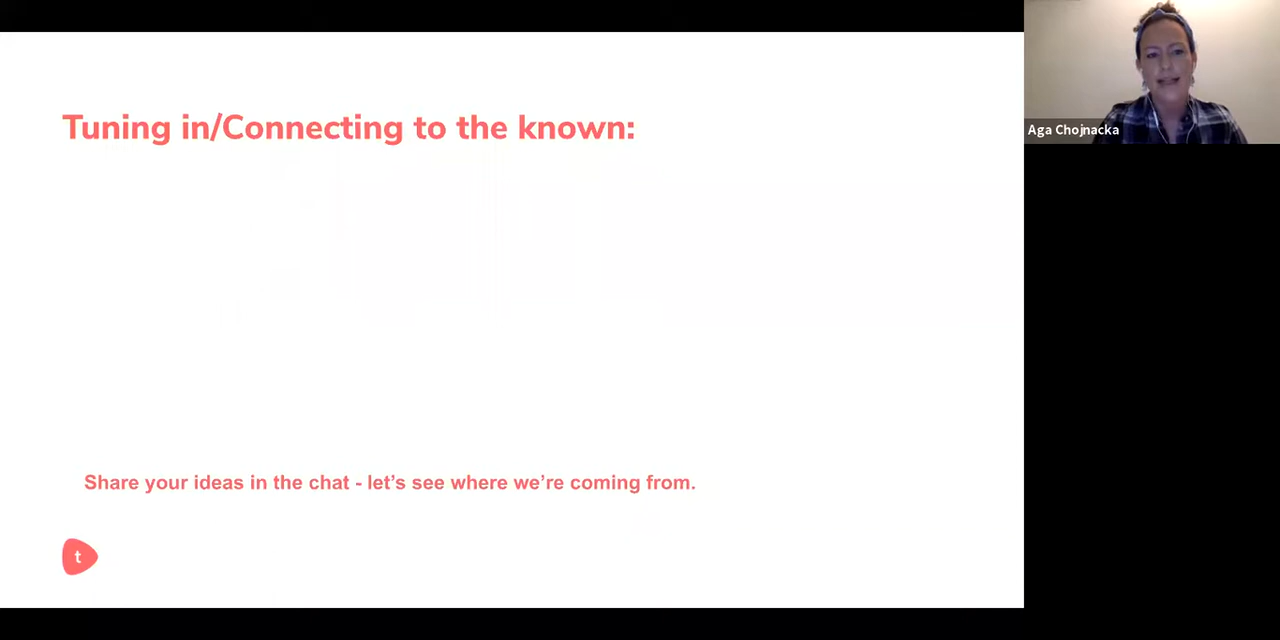 Tuning in/Connecting to the known:
Aga Chojnacka
Share your ideas in the chat - let’s see where we’re coming from.
t